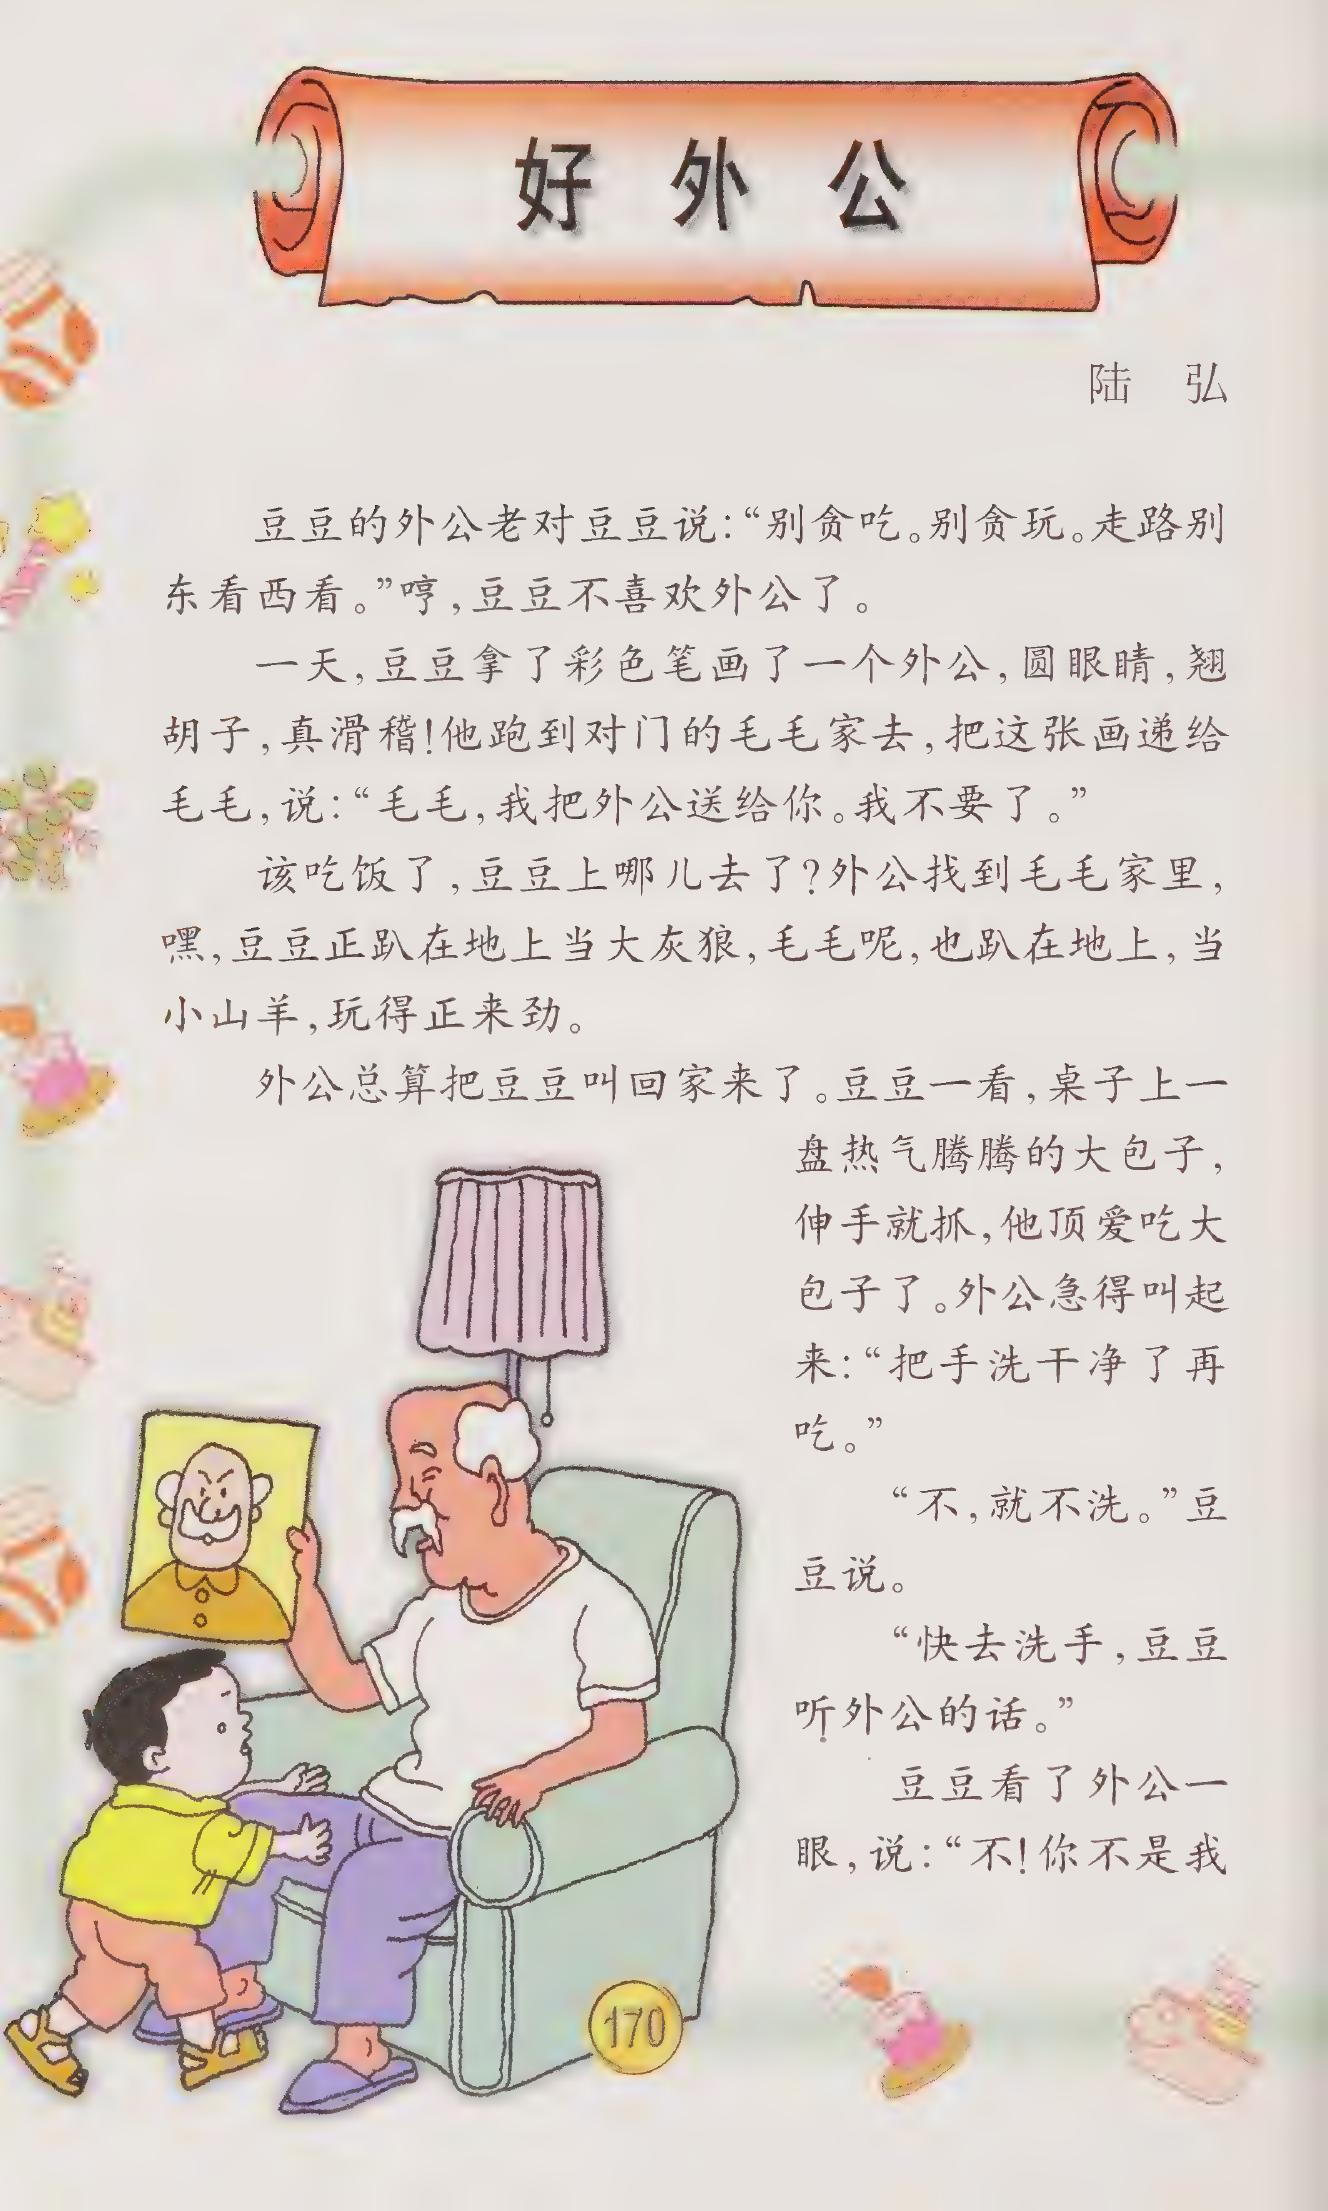 好外公
陆 弘
豆豆的外公老对豆豆说：“别贪吃。别贪玩。走路别
东看西看。”哼，豆豆不喜欢外公了。
一天，豆豆拿了彩色笔画了一个外公，圆眼睛，翘
胡子，真滑稽！他跑到对门的毛毛家去，把这张画递给
毛毛，说：“毛毛，我把外公送给你。我不要了。”
该吃饭了，豆豆上哪儿去了？外公找到毛毛家里，
嘿，豆豆正趴在地上当大灰狼，毛毛呢，也趴在地上，当
小山羊，玩得正来劲。
外公总算把豆豆叫回家来了。豆豆一看，桌子上一
盘热气腾腾的大包子，
伸手就抓，他顶爱吃大
包子了。外公急得叫起
来：“把手洗干净了再
吃。”
“不，就不洗。”豆
豆说。
“快去洗手，豆豆
听外公的话。”
豆豆看了外公一
眼，说：“不！你不是我
170